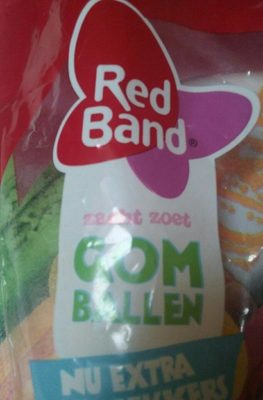 Red
Band®
zacht zoet
GOM
BALLEN
NU EXTRA